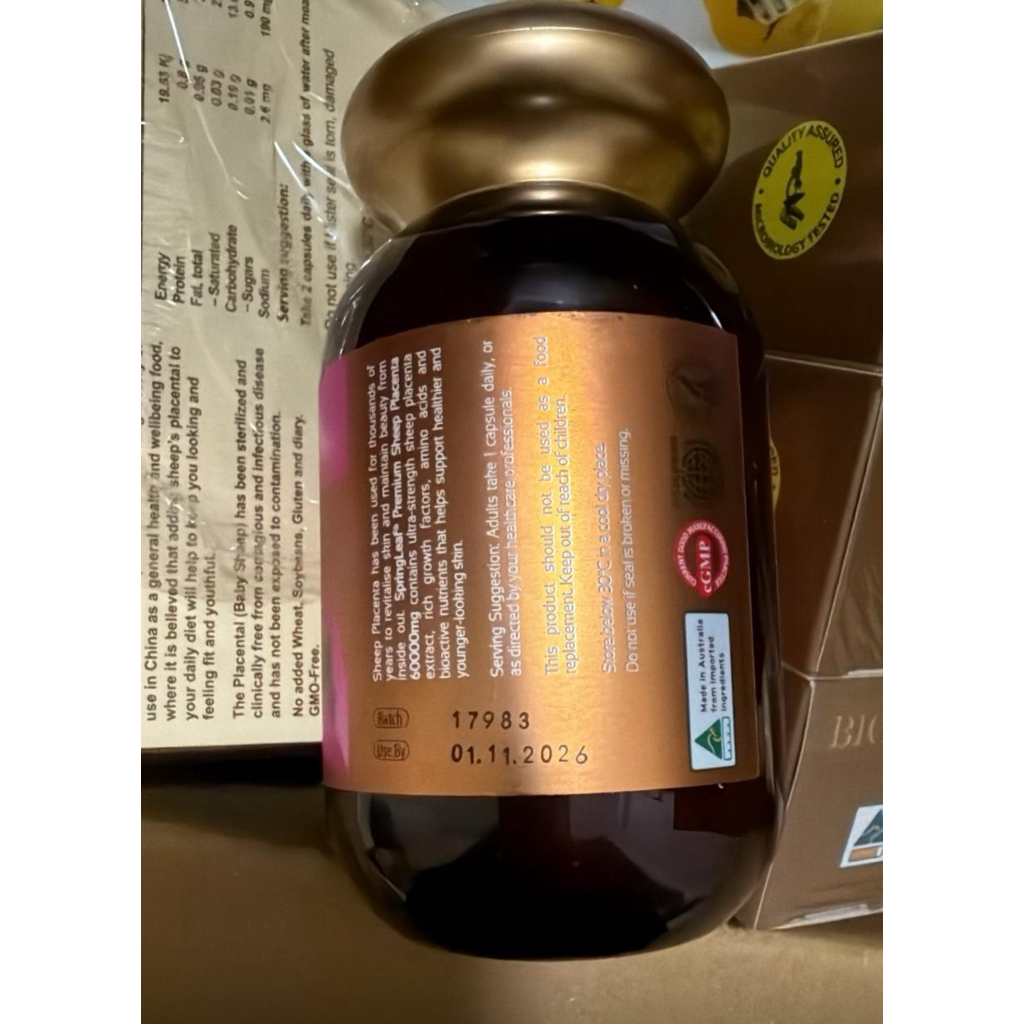 use in China as a general health and wellbeing food,
where it is believed that adding sheep's placental to
your daily diet will help to keep you looking and
feeling fit and youthful.
The Placental (Baby Sheep) has been sterilized and
clinically free from contagious and infectious disease
and has not been exposed to contamination.
No added Wheat, Soybeans, Gluten and diary.
GMO-Free.
Energy 19.53 Kj
Protein
Fat, total 0.06 g
– Saturated 0.03 g
Carbohydrate 0.19 g
– Sugars 0.01 g
Sodium 2.6 mg
190 mg
Serving suggestion:
Take 2 capsules daily with glass of water after
Do not use if blister seal is torn, damaged
Sheep Placenta has been used for thousands of
years to revitalise skin and maintain beauty from
inside out. SpringLeaf® Premium Sheep Placenta
60000mg contains ultra-strength sheep placenta
extract, rich growth factors, amino acids and
bioactive nutrients that helps support healthier and
younger-looking skin.
Serving Suggestion: Adults take 1 capsule daily, or
as directed by your healthcare professionals.
This product should not be used as a food
replacement. Keep out of reach of children.
Store below 30°C in a cool dry place
Do not use if seal is broken or missing.
Batch 17983
Use By 01.11.2026
Made in Australia
from imported
ingredients
cGMP
QUALITY ASSURED
MICROBIOLOGY TESTED
BIO